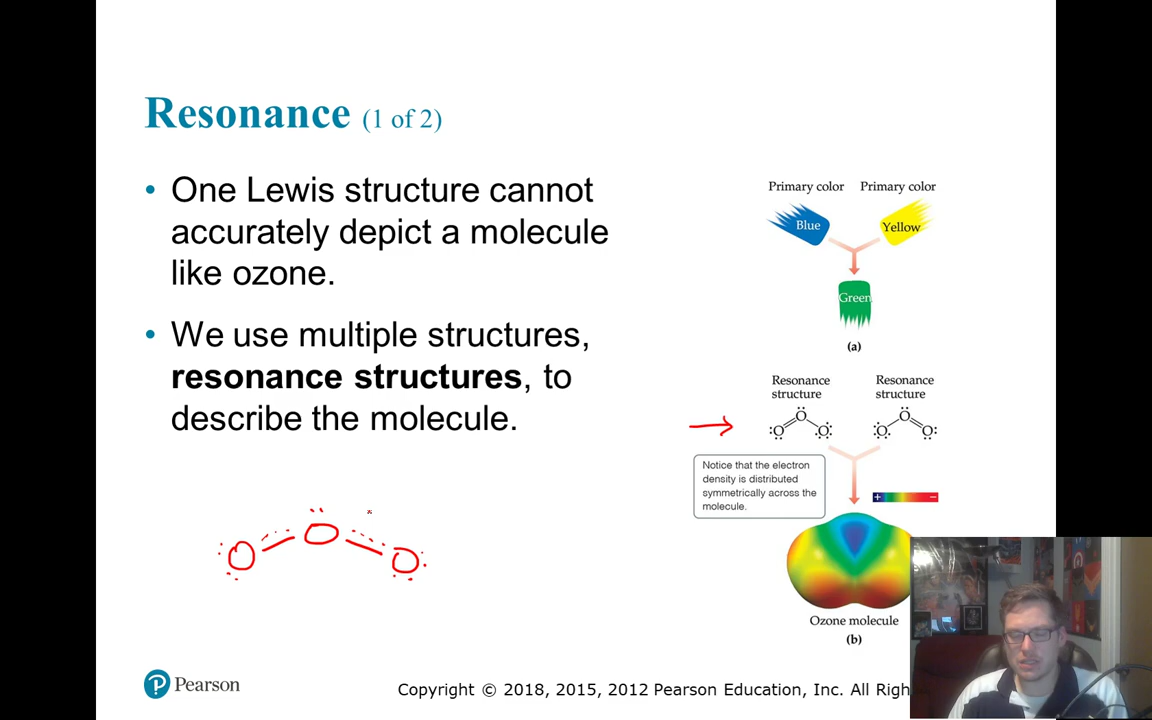 Resonance (1 of 2)
• One Lewis structure cannot
accurately depict a molecule
like ozone.
• We use multiple structures,
resonance structures, to
describe the molecule.
Primary color Primary color
Blue Yellow
Green
(a)
Resonance structure Resonance structure
O O O O O O
Notice that the electron
density is distributed
symmetrically across the
molecule.
+ −
Ozone molecule
(b)
O O O
Pearson
Copyright © 2018, 2015, 2012 Pearson Education, Inc. All Righ